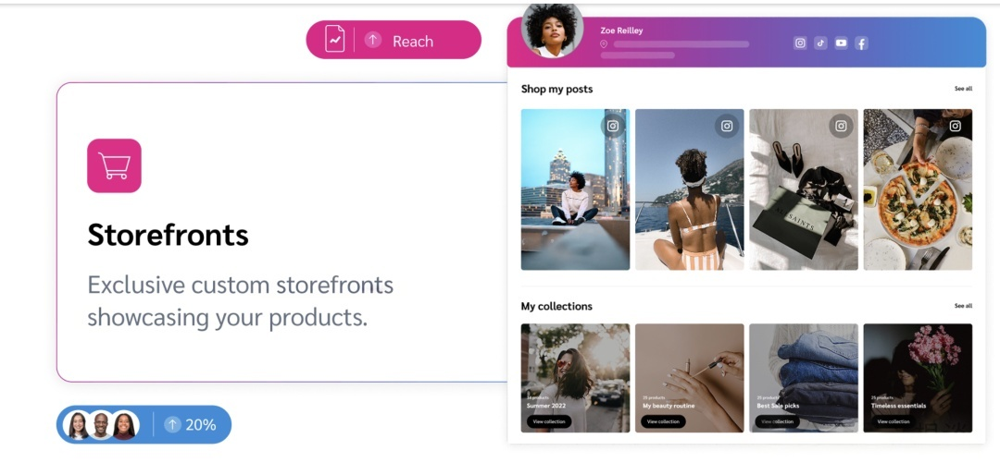 Reach
Storefronts
Exclusive custom storefronts
showcasing your products.
20%
Zoe Reilley
Shop my posts
See all
SAINTS
My collections
See all
products
Summer 2022
View collection
25 products
My beauty routine
View collection
25 products
Best Sale picks
View collection
25 products
Timeless essentials
View collection